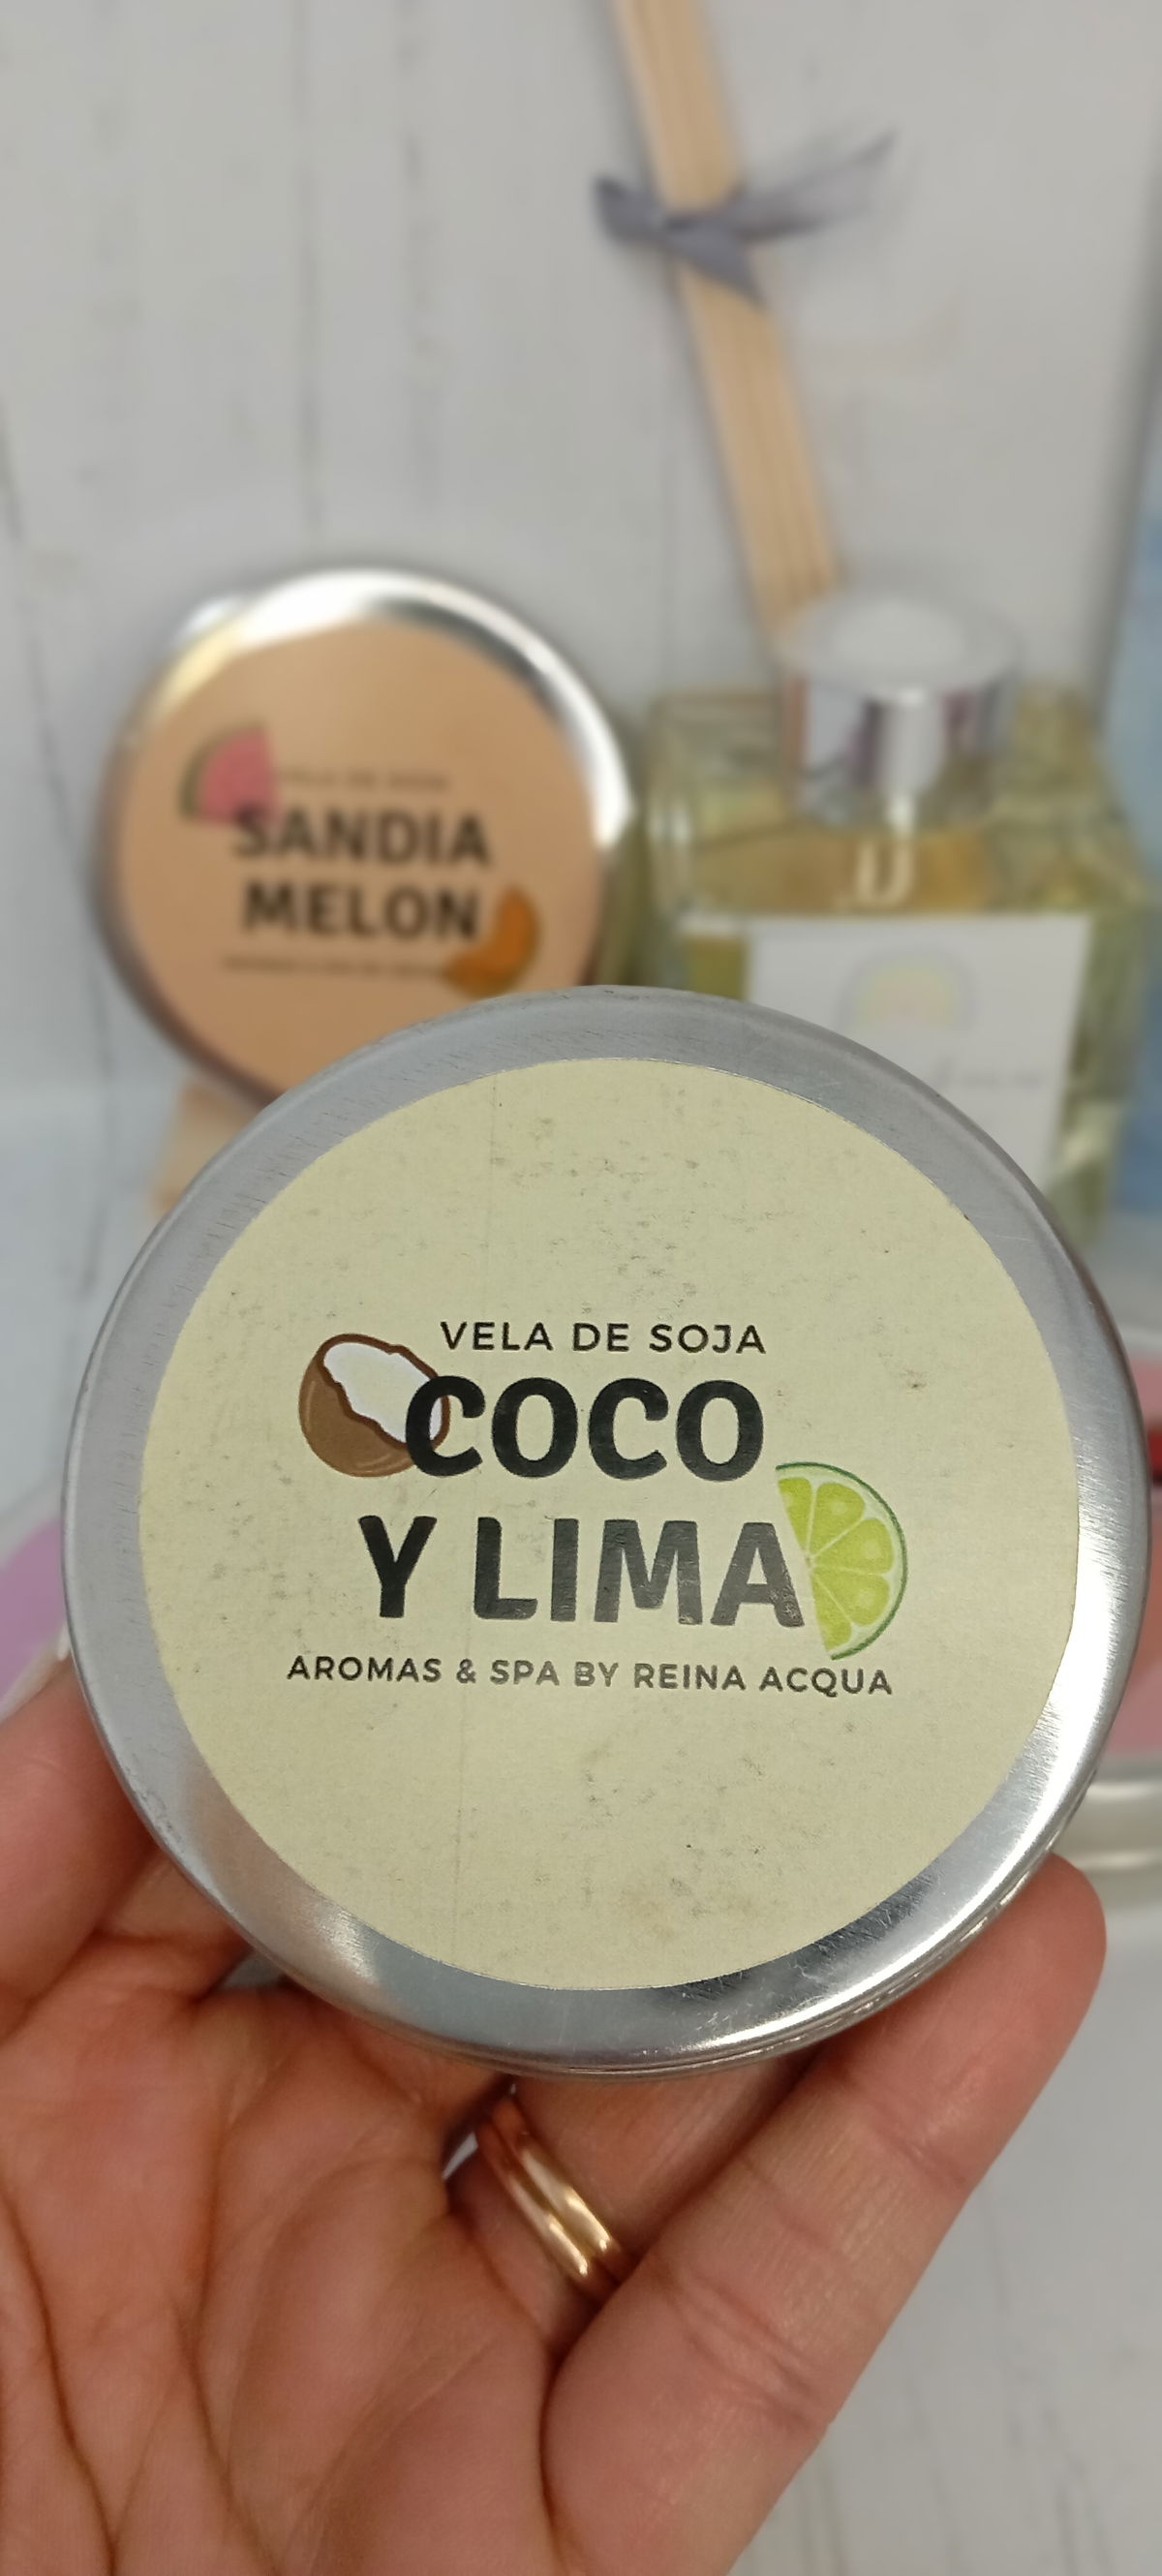 SANDIA
MELON
VELA DE SOJA
COCO
Y LIMA
AROMAS & SPA BY REINA ACQUA